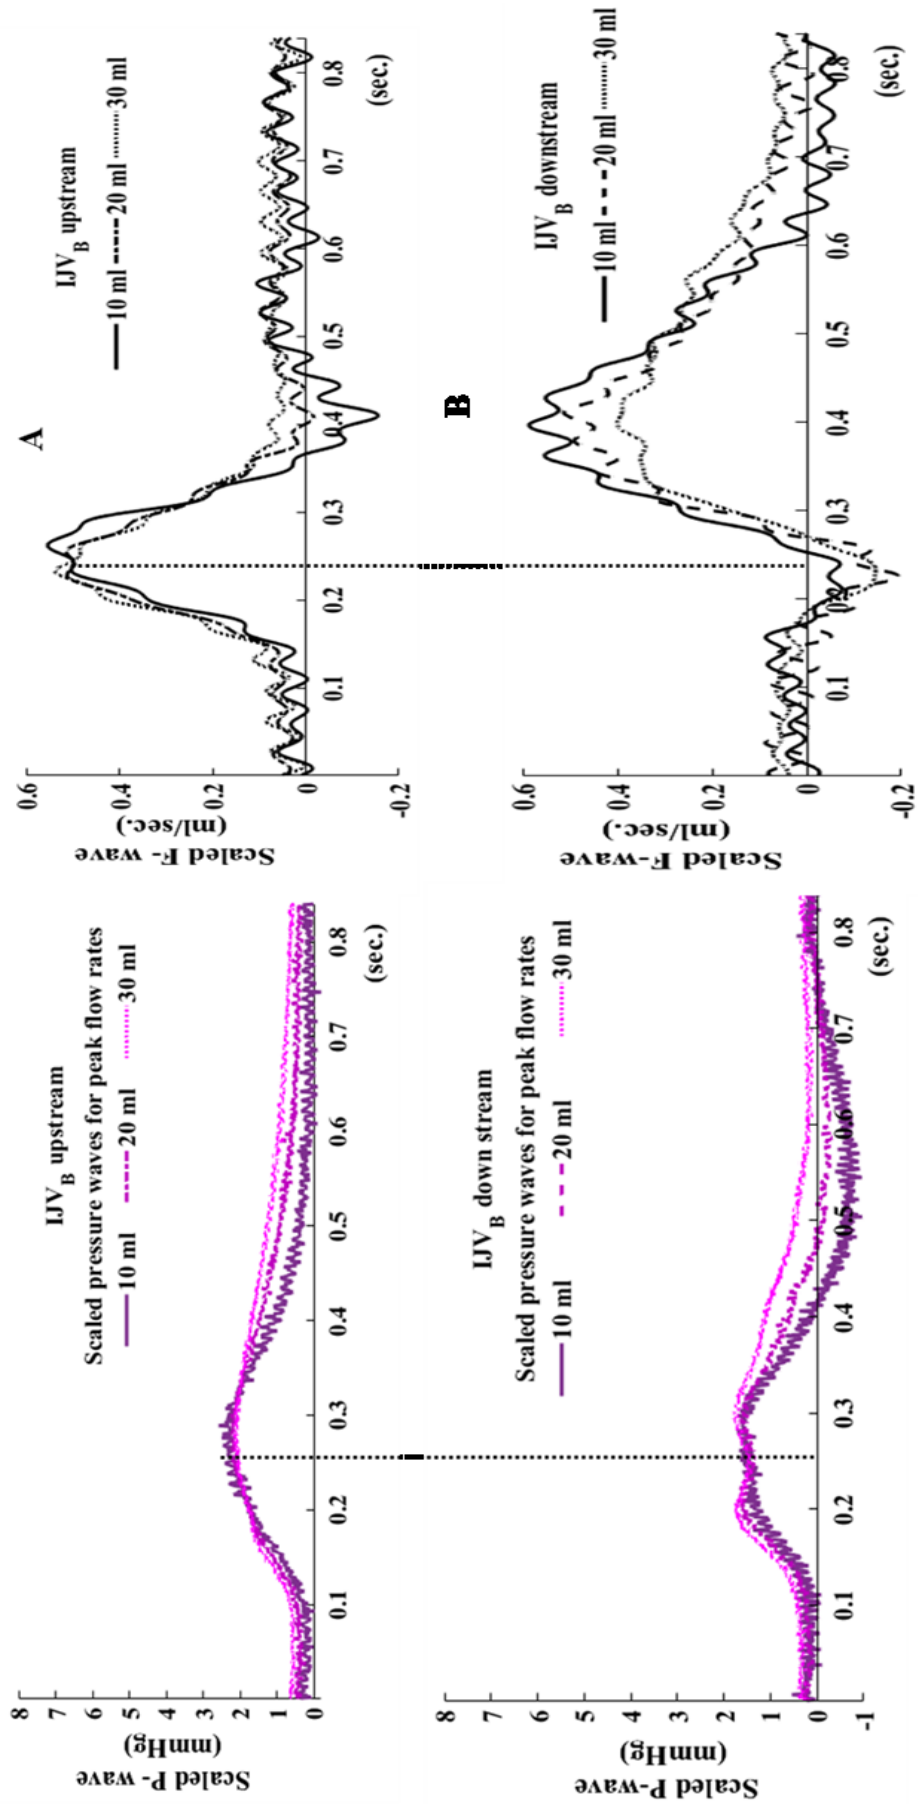 IJV_B upstream
Scaled pressure waves for peak flow rates
10 ml 20 ml 30 ml
Scaled P - wave
(mmHg)
8
7
6
5
4
3
2
1
0
0.1 0.2 0.3 0.4 0.5 0.6 0.7 0.8
(sec.)
A
IJV_B upstream
10 ml 20 ml 30 ml
Scaled F - wave
(ml/sec.)
0.6
0.4
0.2
0
-0.2
0.1 0.2 0.3 0.4 0.5 0.6 0.7 0.8
(sec.)
IJV_B down stream
Scaled pressure waves for peak flow rates
10 ml 20 ml 30 ml
Scaled P-wave
(mmHg)
8
7
6
5
4
3
2
1
0
-1
0.1 0.2 0.3 0.4 0.5 0.6 0.7 0.8
(sec.)
B
IJV_B downstream
10 ml 20 ml 30 ml
Scaled F-wave
(ml/sec.)
0.6
0.4
0.2
0
-0.2
0.1 0.2 0.3 0.4 0.5 0.6 0.7 0.8
(sec.)